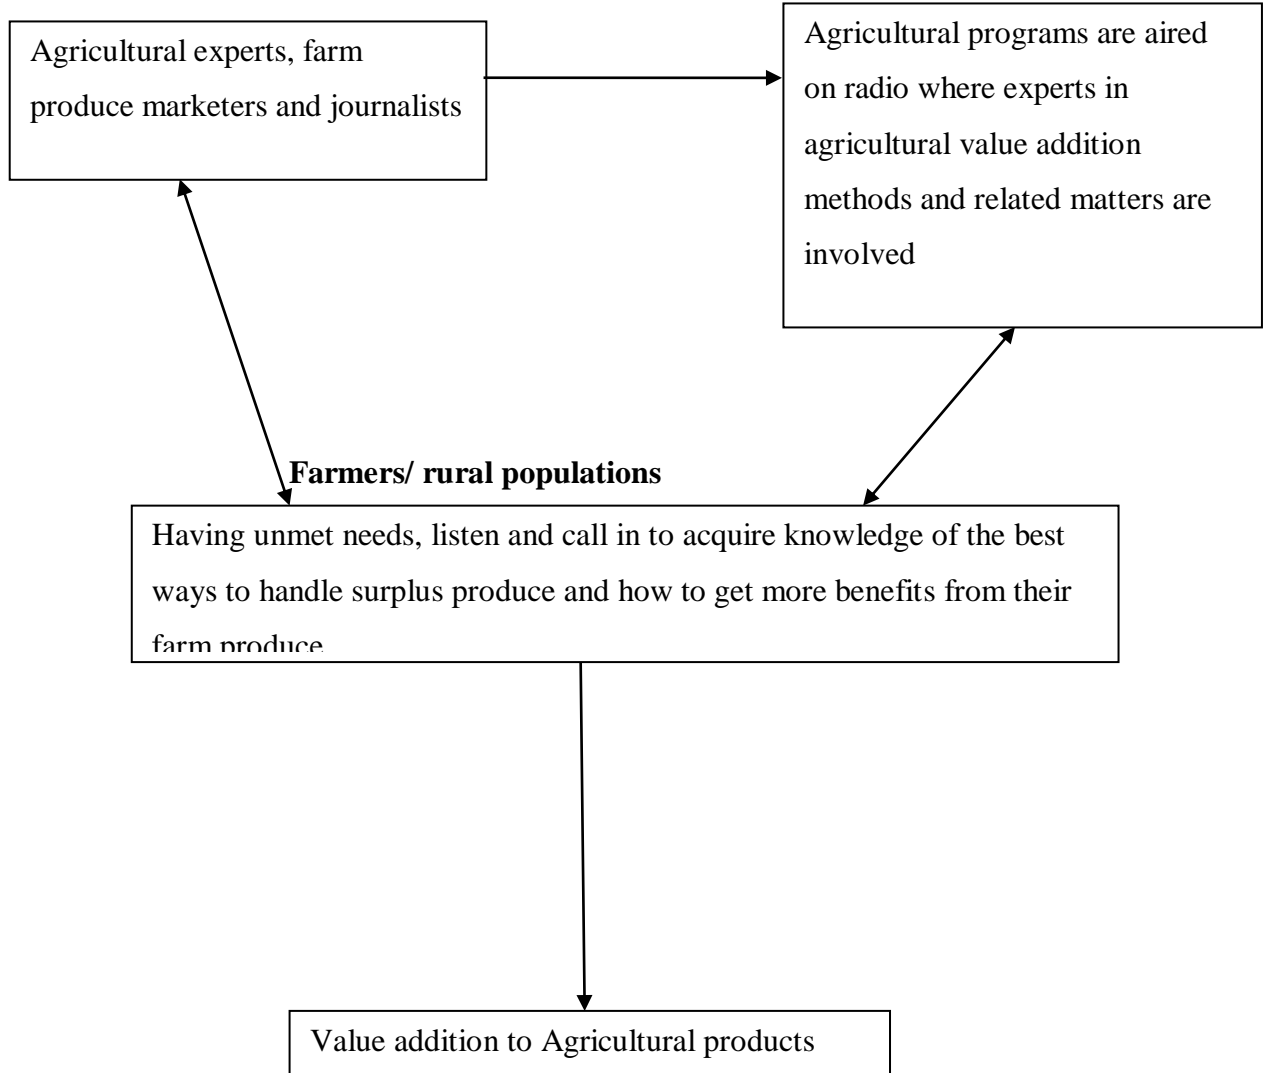 Agricultural experts, farm
produce marketers and journalists
Agricultural programs are aired
on radio where experts in
agricultural value addition
methods and related matters are
involved
Farmers/ rural populations
Having unmet needs, listen and call in to acquire knowledge of the best
ways to handle surplus produce and how to get more benefits from their
farm produce
Value addition to Agricultural products